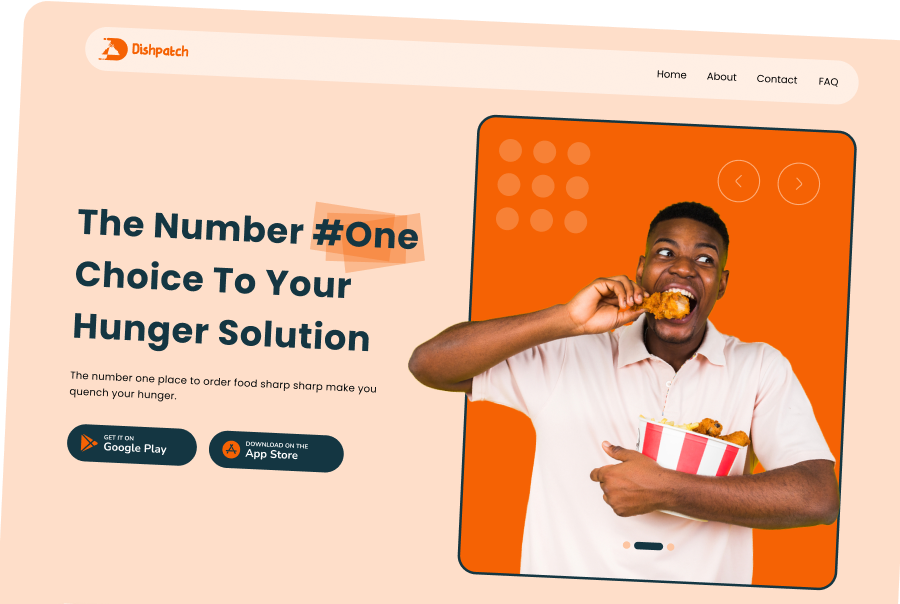 Dishpatch
Home About Contact FAQ
The Number #One
Choice To Your
Hunger Solution
The number one place to order food sharp sharp make you
quench your hunger.
GET IT ON
Google Play
DOWNLOAD ON THE
App Store